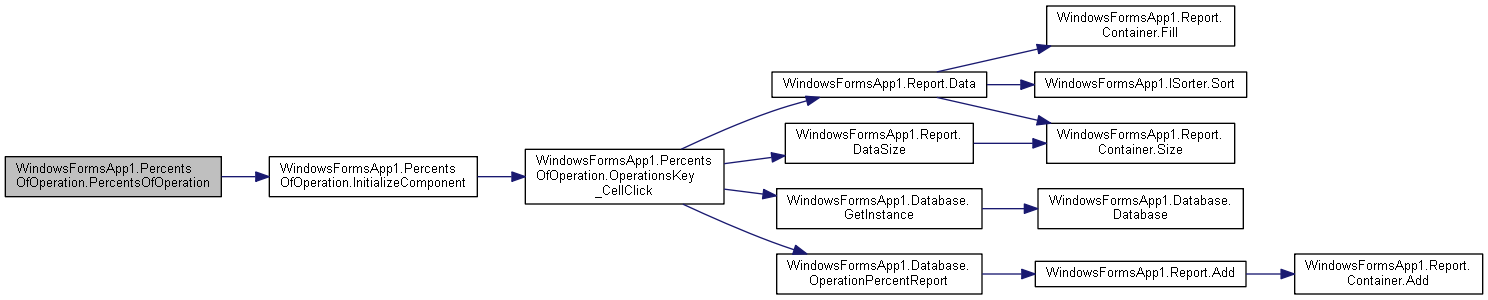 WindowsFormsApp1.Percents
OfOperation.PercentsOfOperation
WindowsFormsApp1.Percents
OfOperation.InitializeComponent
WindowsFormsApp1.Percents
OfOperation.OperationsKey
_CellClick
WindowsFormsApp1.Report.Data
WindowsFormsApp1.Report.
DataSize
WindowsFormsApp1.Database.
GetInstance
WindowsFormsApp1.Database.
OperationPercentReport
WindowsFormsApp1.Report.
Container.Fill
WindowsFormsApp1.ISorter.Sort
WindowsFormsApp1.Report.
Container.Size
WindowsFormsApp1.Database.
Database
WindowsFormsApp1.Report.Add
WindowsFormsApp1.Report.
Container.Add